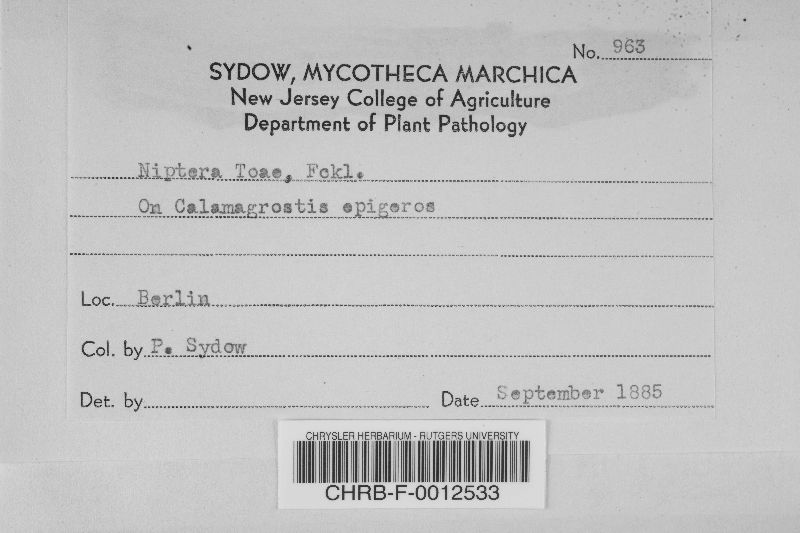 No. 963
SYDOW, MYCOTHECA MARCHICA
New Jersey College of Agriculture
Department of Plant Pathology
Niptera Toae, Fckl.
On Calamagrostis epigeros
Loc. Berlin
Col. by P. Sydow
Det. by
Date September 1885
CHRYSLER HERBARIUM - RUTGERS UNIVERSITY
CHRB-F-0012533